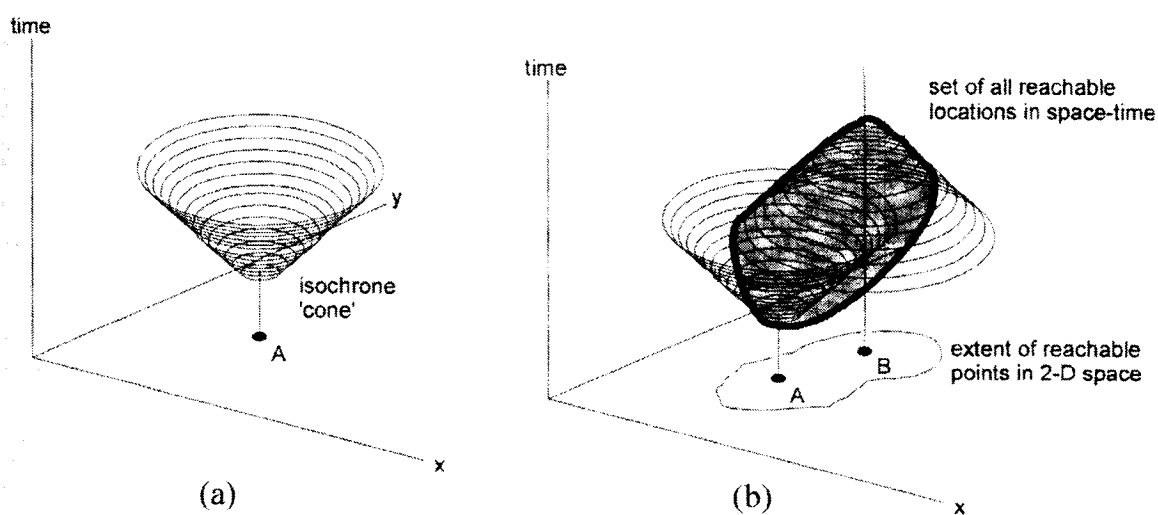 time
y
isochrone
'cone'
A
x
(a)
time
set of all reachable
locations in space-time
B
A
extent of reachable
points in 2-D space
x
(b)